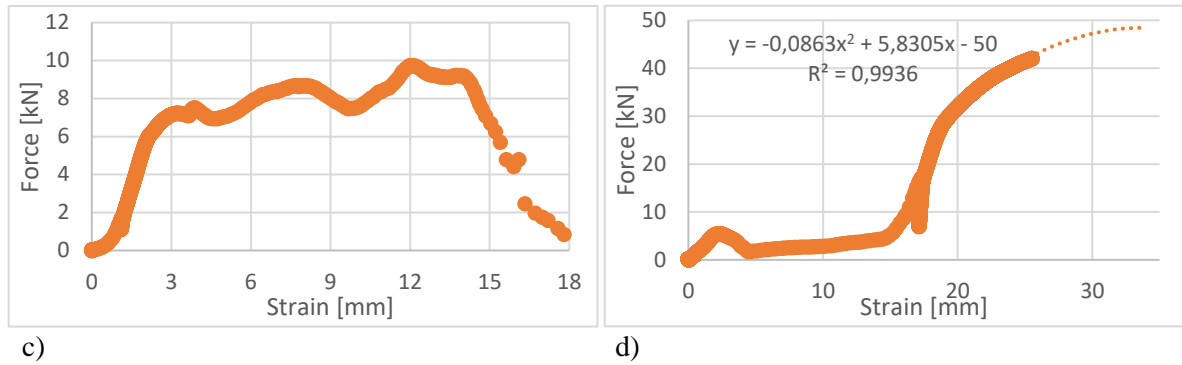 12
10
8
6
4
2
0
Force [kN]
0 3 6 9 12 15 18
Strain [mm]
c)
50
40
30
20
10
0
Force [kN]
y = -0,0863x² + 5,8305x - 50
R² = 0,9936
0 10 20 30
Strain [mm]
d)